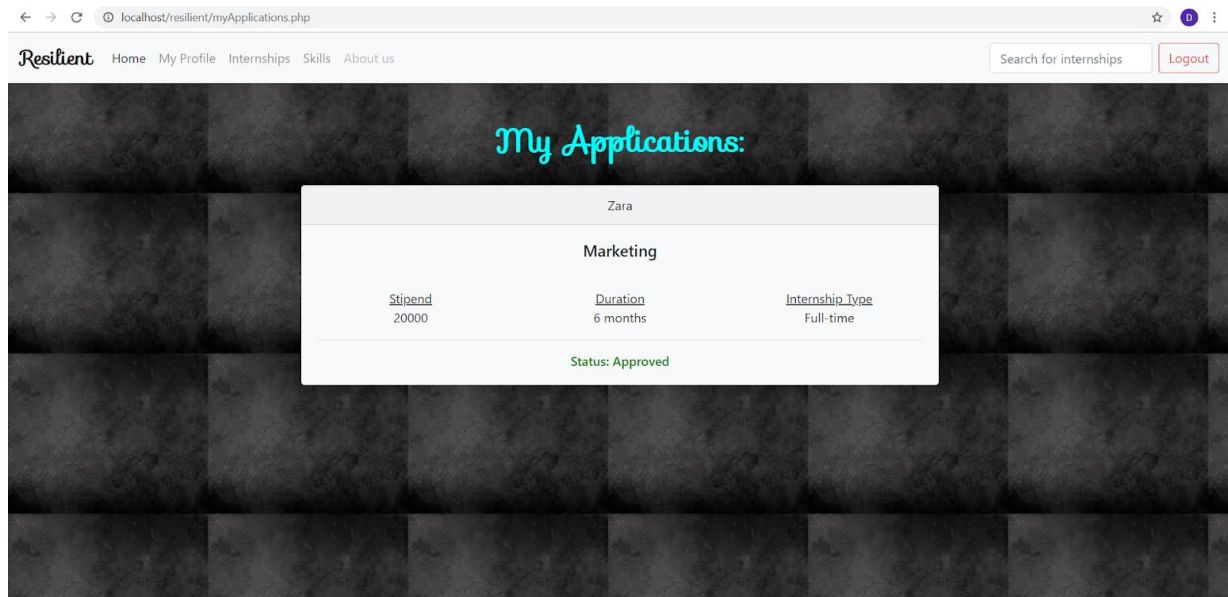 localhost/resilient/myApplications.php
D
Resilient Home My Profile Internships Skills About us Search for internships Logout
My Applications:
Zara
Marketing
Stipend Duration Internship Type
20000 6 months Full-time
Status: Approved